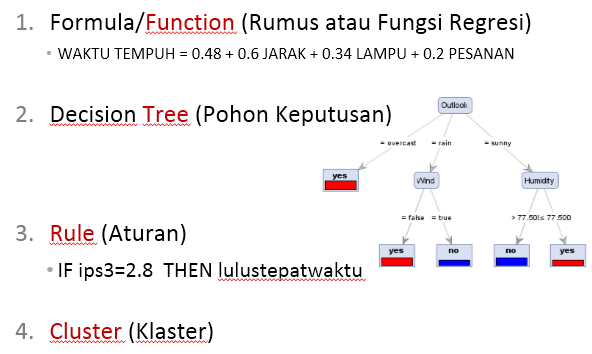 1. Formula/Function (Rumus atau Fungsi Regresi)
• WAKTU TEMPUH = 0.48 + 0.6 JARAK + 0.34 LAMPU + 0.2 PESANAN
2. Decision Tree (Pohon Keputusan)
Outlook
= overcast = rain = sunny
yes Wind Humidity
= false = true > 77.50 ≤ 77.500
yes no no yes
3. Rule (Aturan)
• IF ips3=2.8 THEN lulustepatwaktu
4. Cluster (Klaster)